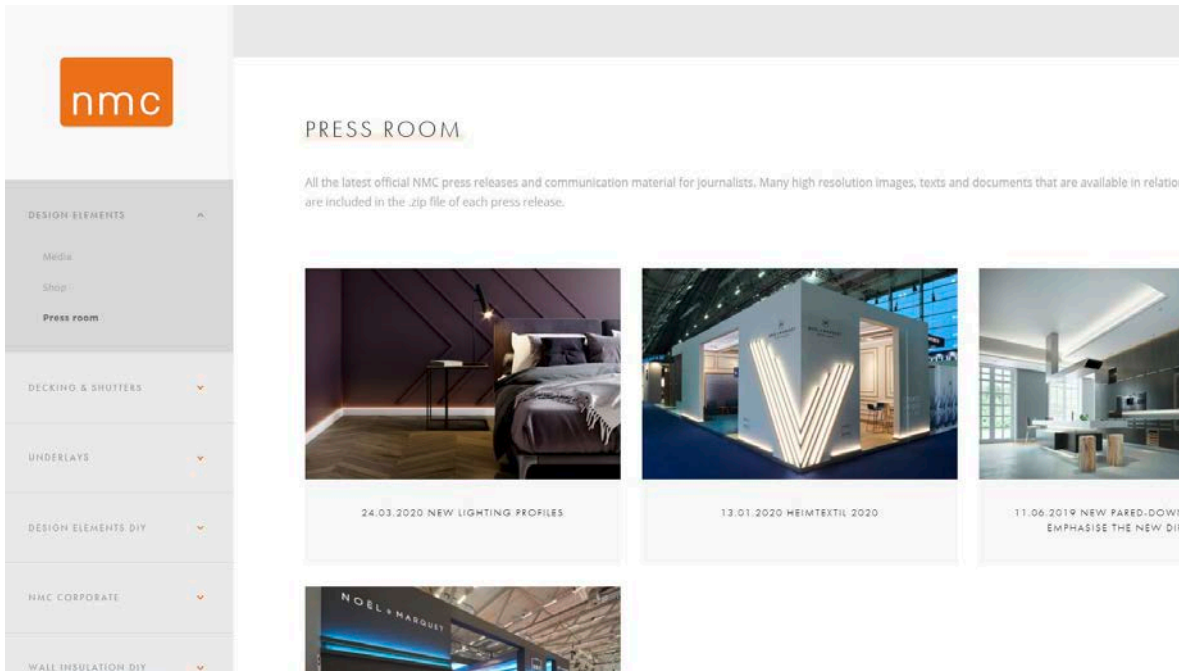 nmc
DESIGN ELEMENTS
Media
Shop
Press room
DECKING & SHUTTERS
UNDERLAYS
DESIGN ELEMENTS DIY
NMC CORPORATE
WALL INSULATION DIY
PRESS ROOM
All the latest official NMC press releases and communication material for journalists. Many high resolution images, texts and documents that are available in relation
are included in the .zip file of each press release.
24.03.2020 NEW LIGHTING PROFILES
13.01.2020 HEIMTEXTIL 2020
11.06.2019 NEW PARED-DOW
EMPHASISE THE NEW DI
NOËL & MARQUET